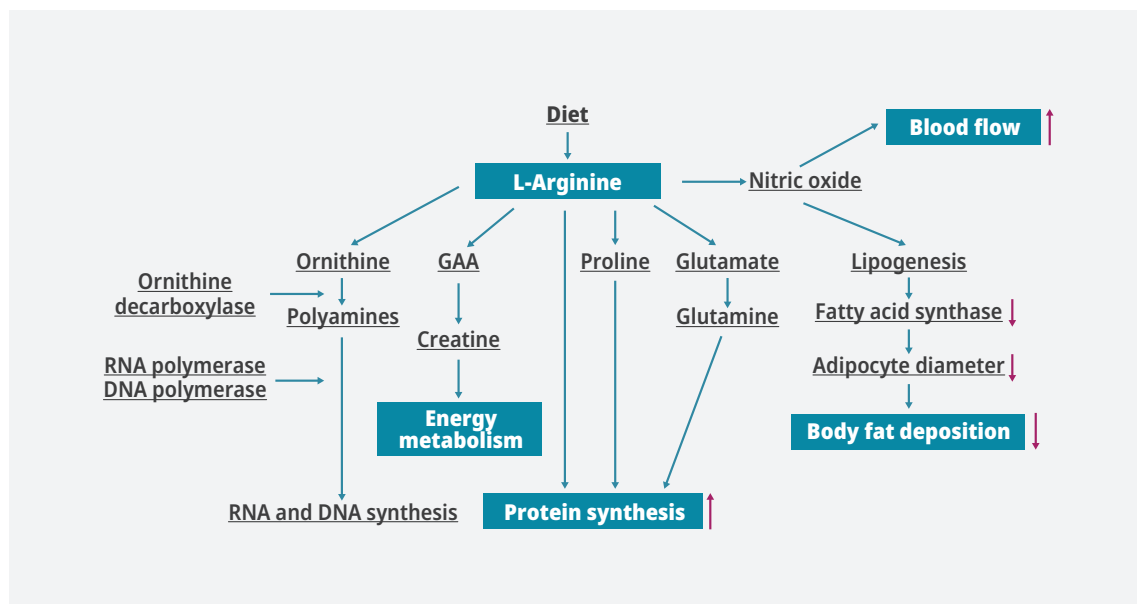 Diet
Blood flow
L-Arginine
Nitric oxide
Ornithine
GAA
Proline
Glutamate
Lipogenesis
Ornithine
decarboxylase
Polyamines
Glutamine
Fatty acid synthase
Creatine
RNA polymerase
DNA polymerase
Adipocyte diameter
Energy
metabolism
Body fat deposition
RNA and DNA synthesis
Protein synthesis